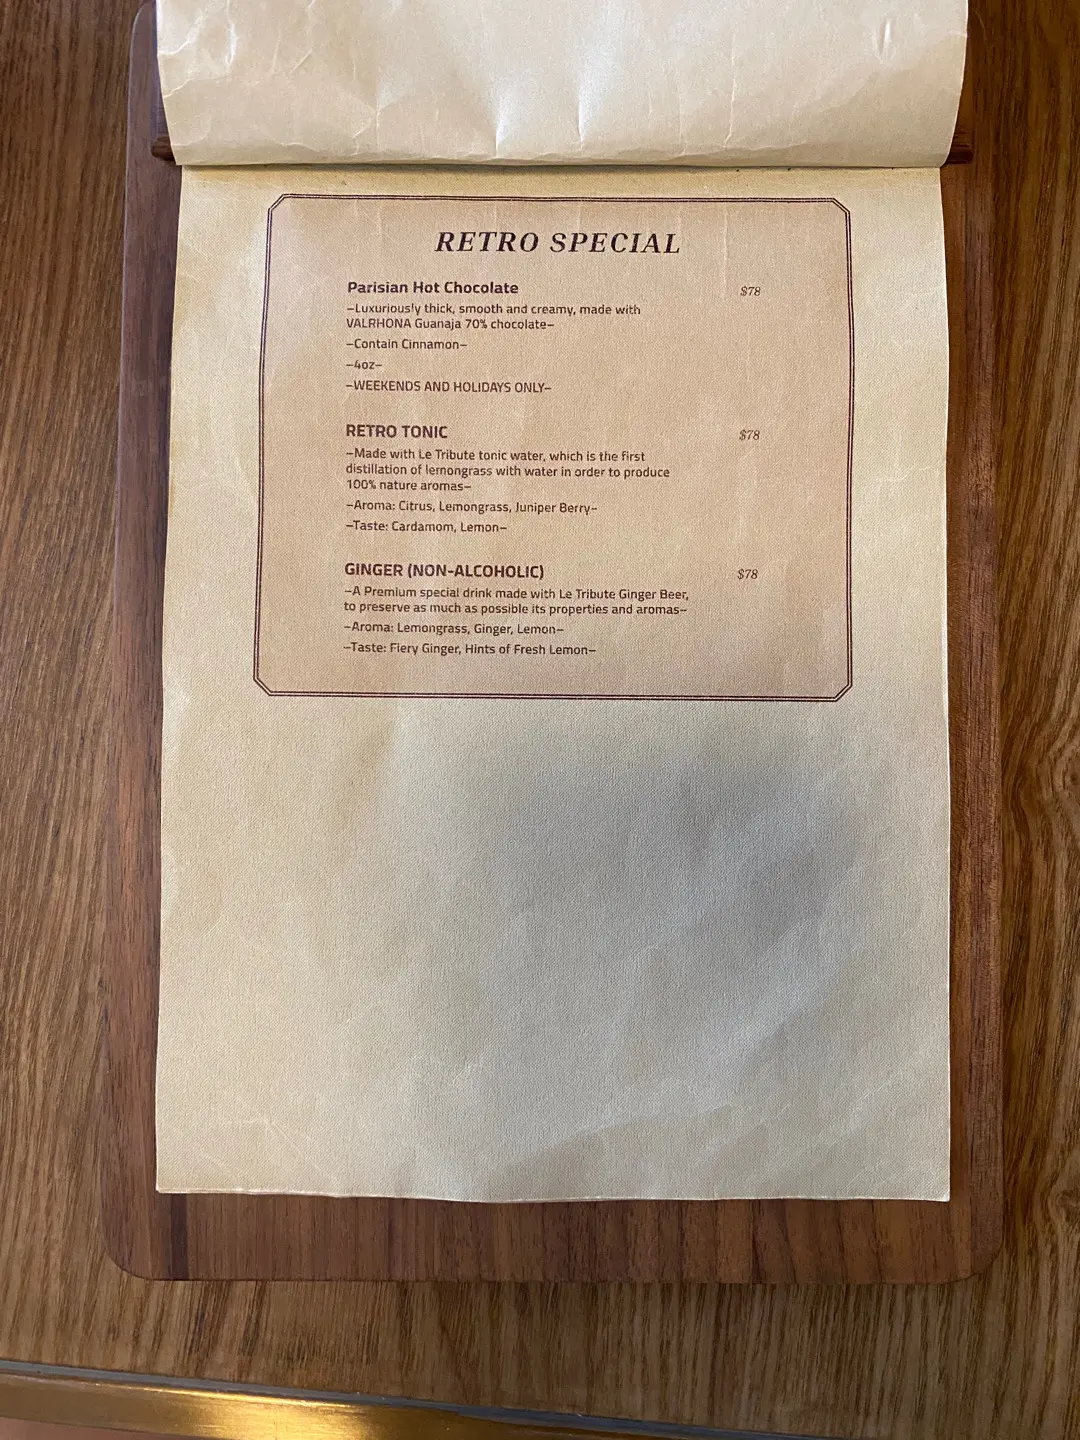 RETRO SPECIAL
Parisian Hot Chocolate $78
–Luxuriously thick, smooth and creamy, made with
VALRHONA Guanaja 70% chocolate–
–Contain Cinnamon–
–4oz–
–WEEKENDS AND HOLIDAYS ONLY–
RETRO TONIC $78
–Made with Le Tribute tonic water, which is the first
distillation of lemongrass with water in order to produce
100% nature aromas–
–Aroma: Citrus, Lemongrass, Juniper Berry–
–Taste: Cardamom, Lemon–
GINGER (NON-ALCOHOLIC) $78
–A Premium special drink made with Le Tribute Ginger Beer,
to preserve as much as possible its properties and aromas–
–Aroma: Lemongrass, Ginger, Lemon–
–Taste: Fiery Ginger, Hints of Fresh Lemon–